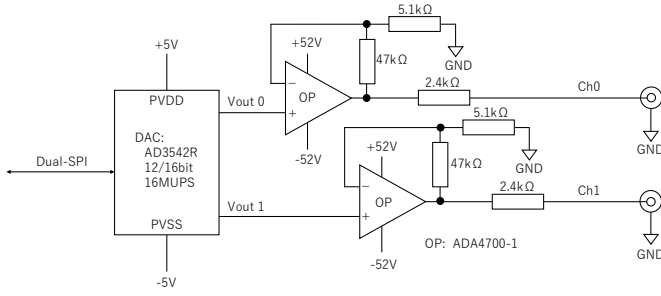 5.1kΩ
+52V
GND
47kΩ
+5V
2.4kΩ
Ch0
PVDD
Vout 0
−
OP
+
5.1kΩ
GND
DAC:
AD3542R
12/16bit
16MUPS
-52V
+52V
47kΩ
GND
Dual-SPI
2.4kΩ
Ch1
Vout 1
−
OP
+
PVSS
OP: ADA4700-1
GND
-52V
-5V